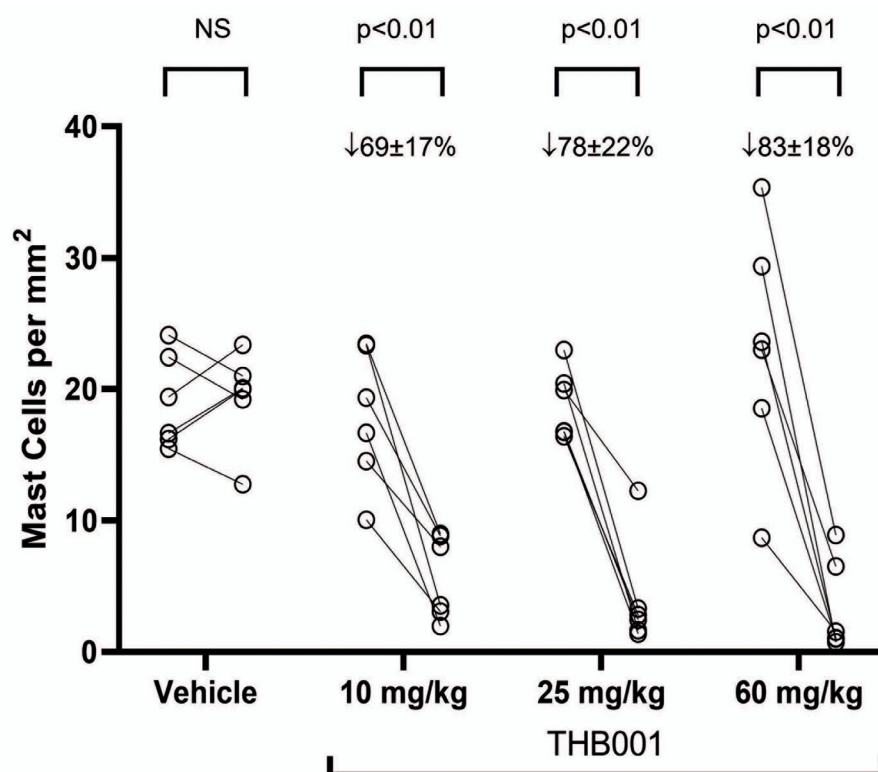 NS p<0.01 p<0.01 p<0.01
↓69±17% ↓78±22% ↓83±18%
Mast Cells per mm²
40
30
20
10
0
Vehicle 10 mg/kg 25 mg/kg 60 mg/kg
THB001